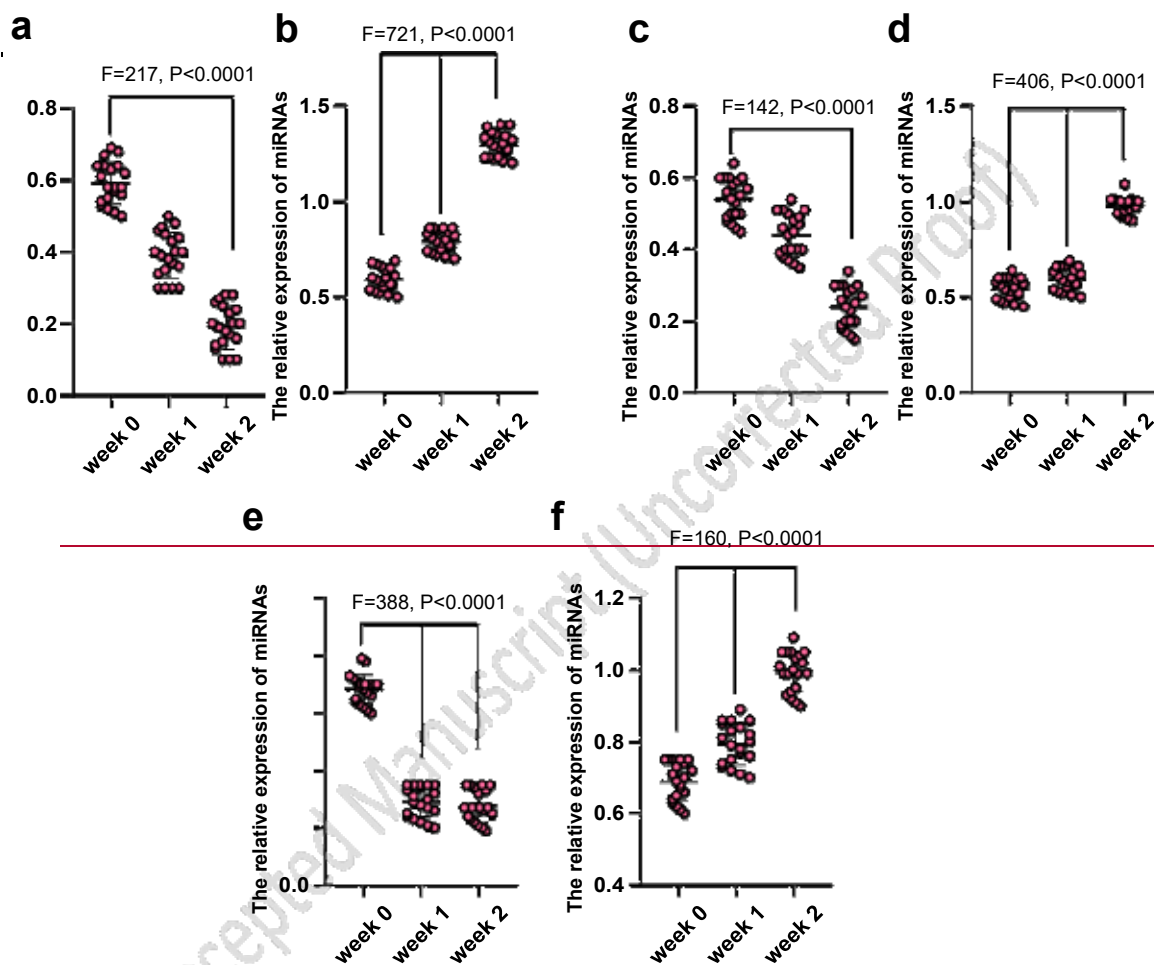 a
F=217, P<0.0001
0.8
0.6
0.4
0.2
0.0
week 0
week 1
week 2
b
F=721, P<0.0001
The relative expression of miRNAs
1.5
1.0
0.5
0.0
week 0
week 1
week 2
c
F=142, P<0.0001
The relative expression of miRNAs
0.8
0.6
0.4
0.2
0.0
week 0
week 1
week 2
d
F=406, P<0.0001
The relative expression of miRNAs
1.5
1.0
0.5
0.0
week 0
week 1
week 2
e
F=388, P<0.0001
The relative expression of miRNAs
0.0
week 0
week 1
week 2
f
F=160, P<0.0001
The relative expression of miRNAs
1.2
1.0
0.8
0.6
0.4
week 0
week 1
week 2
cepted Manuscript (Uncorrected Proof)